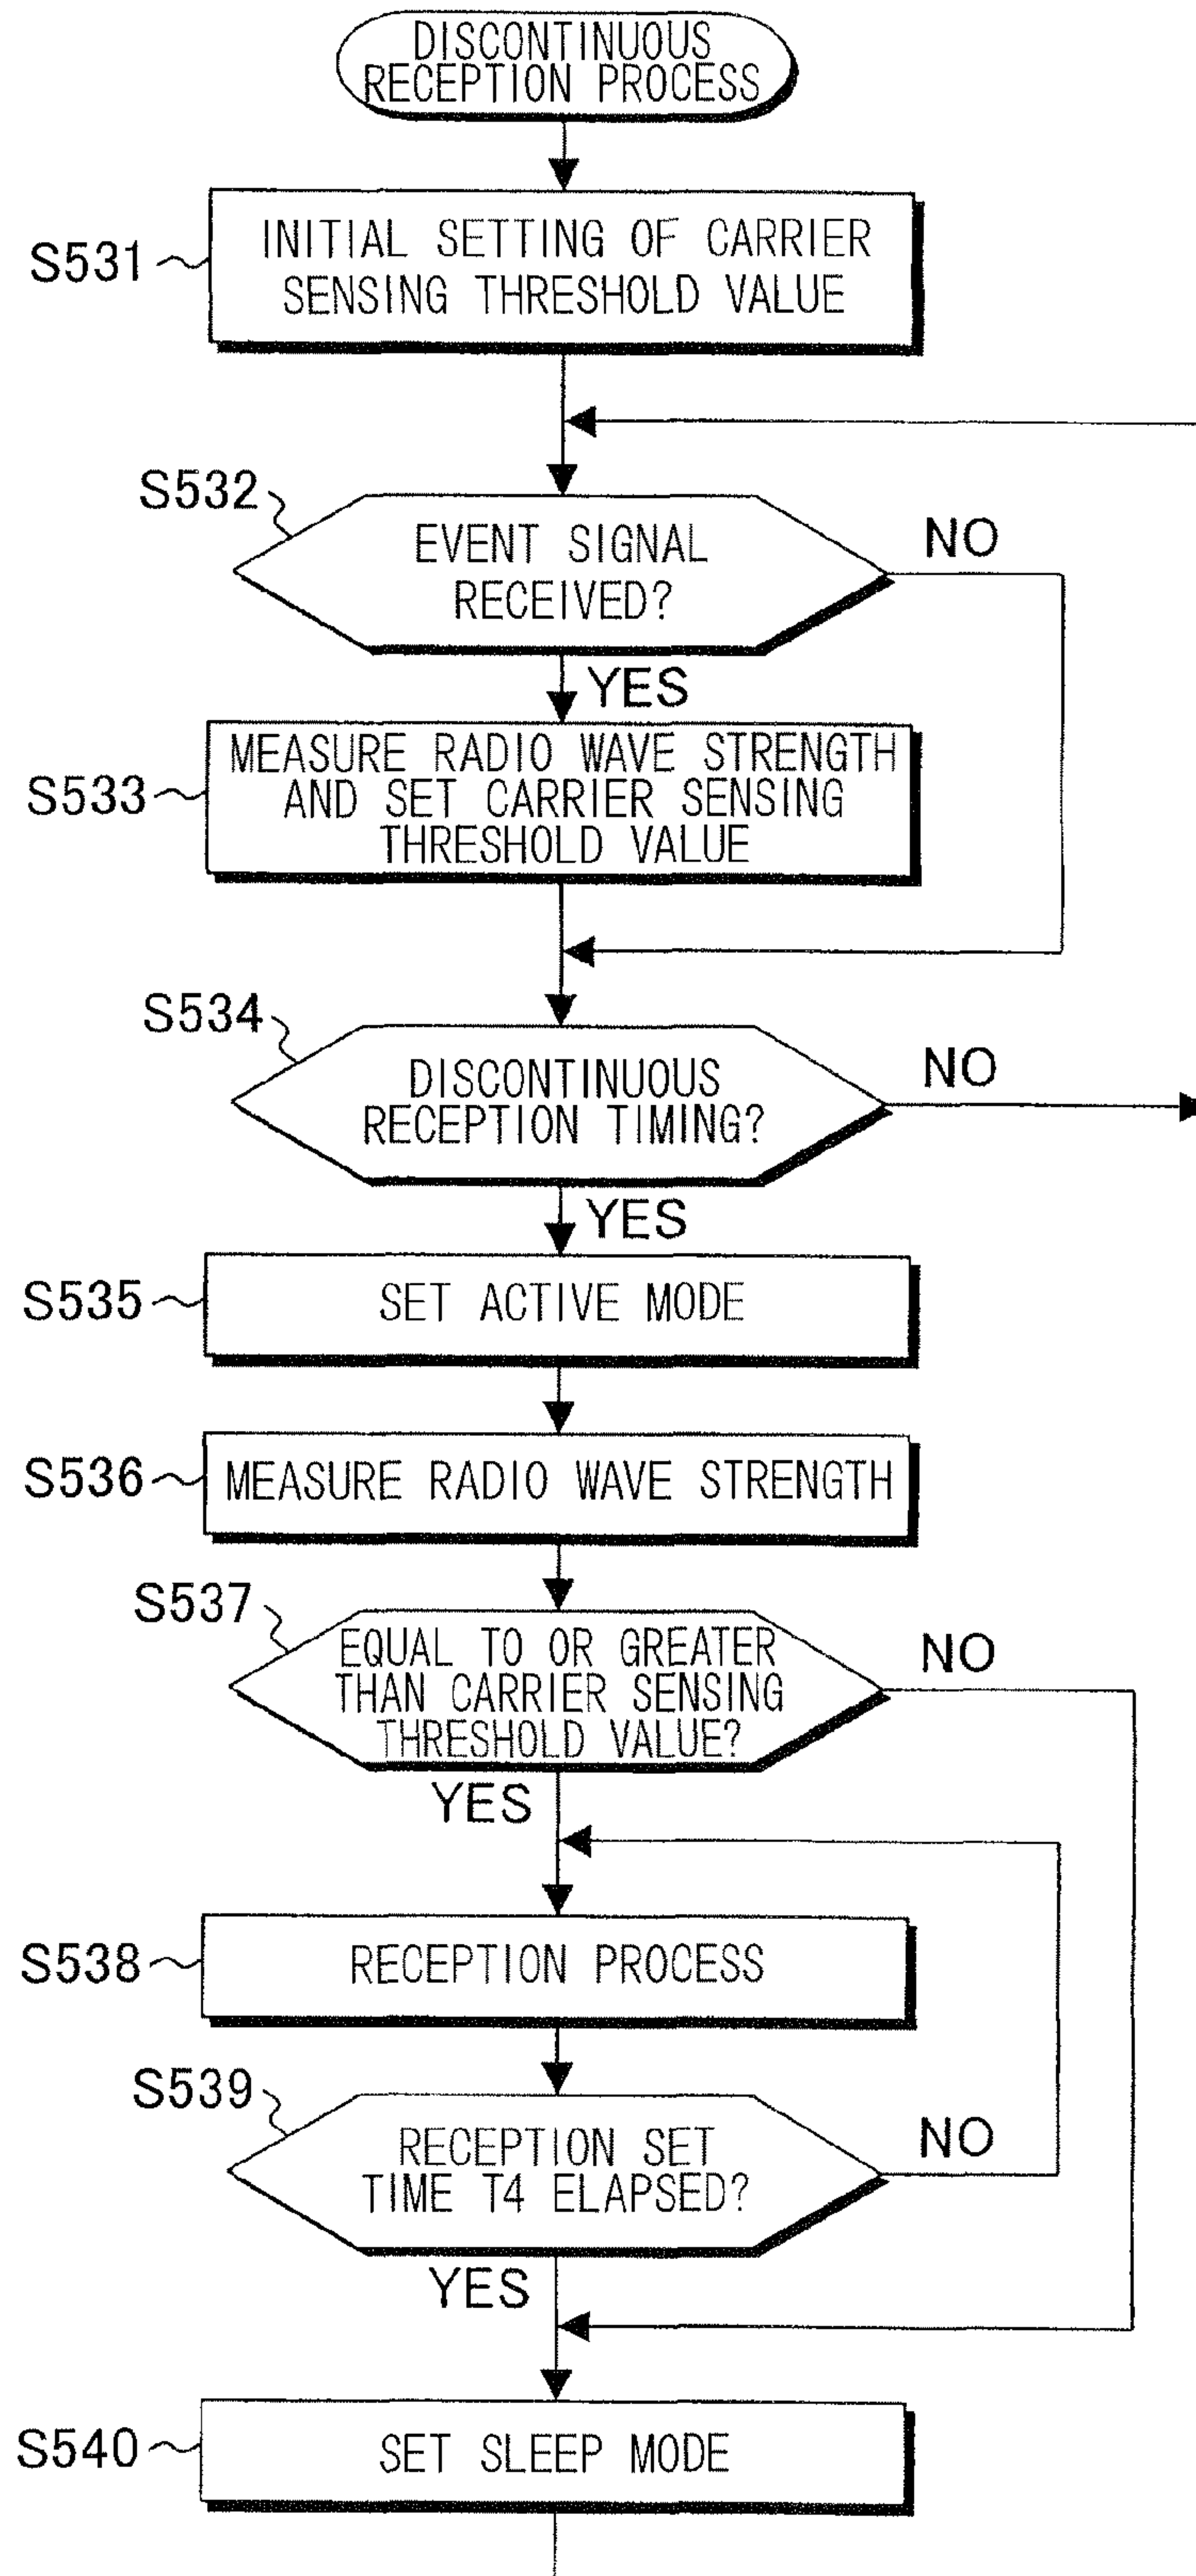 DISCONTINUOUS
RECEPTION PROCESS
S531
INITIAL SETTING OF CARRIER
SENSING THRESHOLD VALUE
S532
EVENT SIGNAL
RECEIVED?
NO
YES
S533
MEASURE RADIO WAVE STRENGTH
AND SET CARRIER SENSING
THRESHOLD VALUE
S534
DISCONTINUOUS
RECEPTION TIMING?
NO
YES
S535
SET ACTIVE MODE
S536
MEASURE RADIO WAVE STRENGTH
S537
EQUAL TO OR GREATER
THAN CARRIER SENSING
THRESHOLD VALUE?
NO
YES
S538
RECEPTION PROCESS
S539
RECEPTION SET
TIME T4 ELAPSED?
NO
YES
S540
SET SLEEP MODE